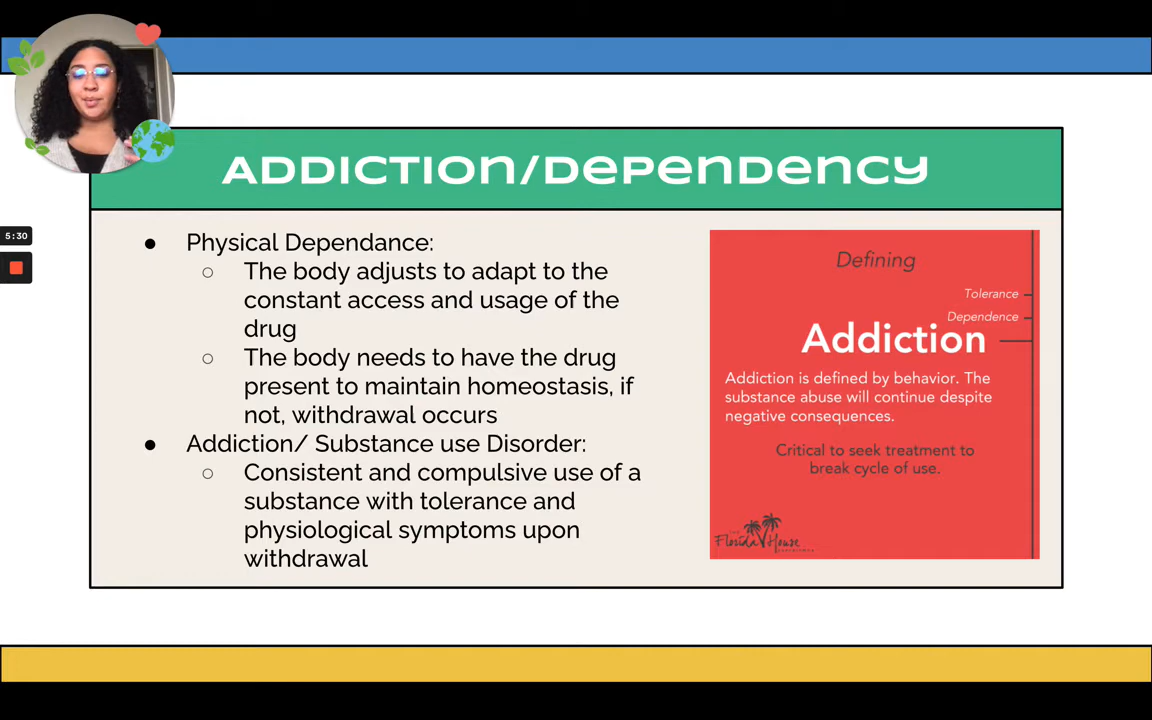 ADDICTION/DEPENDENCY
5:30
● Physical Dependance:
○ The body adjusts to adapt to the
constant access and usage of the
drug
○ The body needs to have the drug
present to maintain homeostasis, if
not, withdrawal occurs
● Addiction/ Substance use Disorder:
○ Consistent and compulsive use of a
substance with tolerance and
physiological symptoms upon
withdrawal
Defining
Tolerance
Dependence
Addiction
Addiction is defined by behavior. The
substance abuse will continue despite
negative consequences.
Critical to seek treatment to
break cycle of use.
THE
Florida House